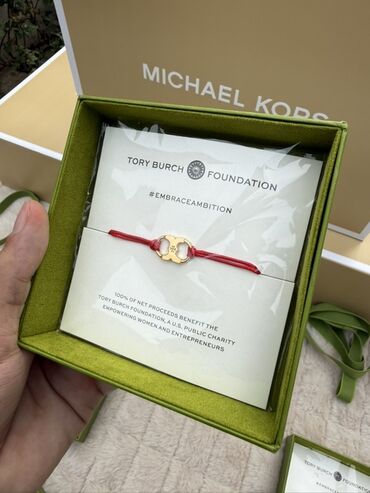 MICHAEL KORS
TORY BURCH FOUNDATION
#EMBRACEAMBITION
100% OF NET PROCEEDS BENEFIT THE
TORY BURCH FOUNDATION, A U.S. PUBLIC CHARITY
EMPOWERING WOMEN AND ENTREPRENEURS
TORY BURCH